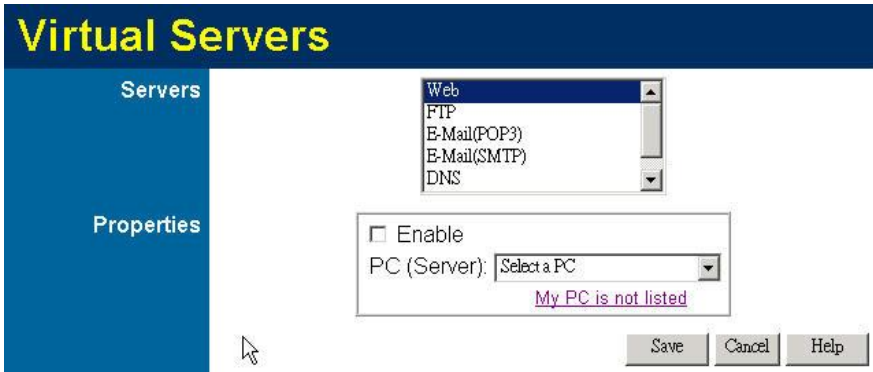 Virtual Servers
Servers
Web
FTP
E-Mail(POP3)
E-Mail(SMTP)
DNS
Properties
Enable
PC (Server): Select a PC
My PC is not listed
Save Cancel Help